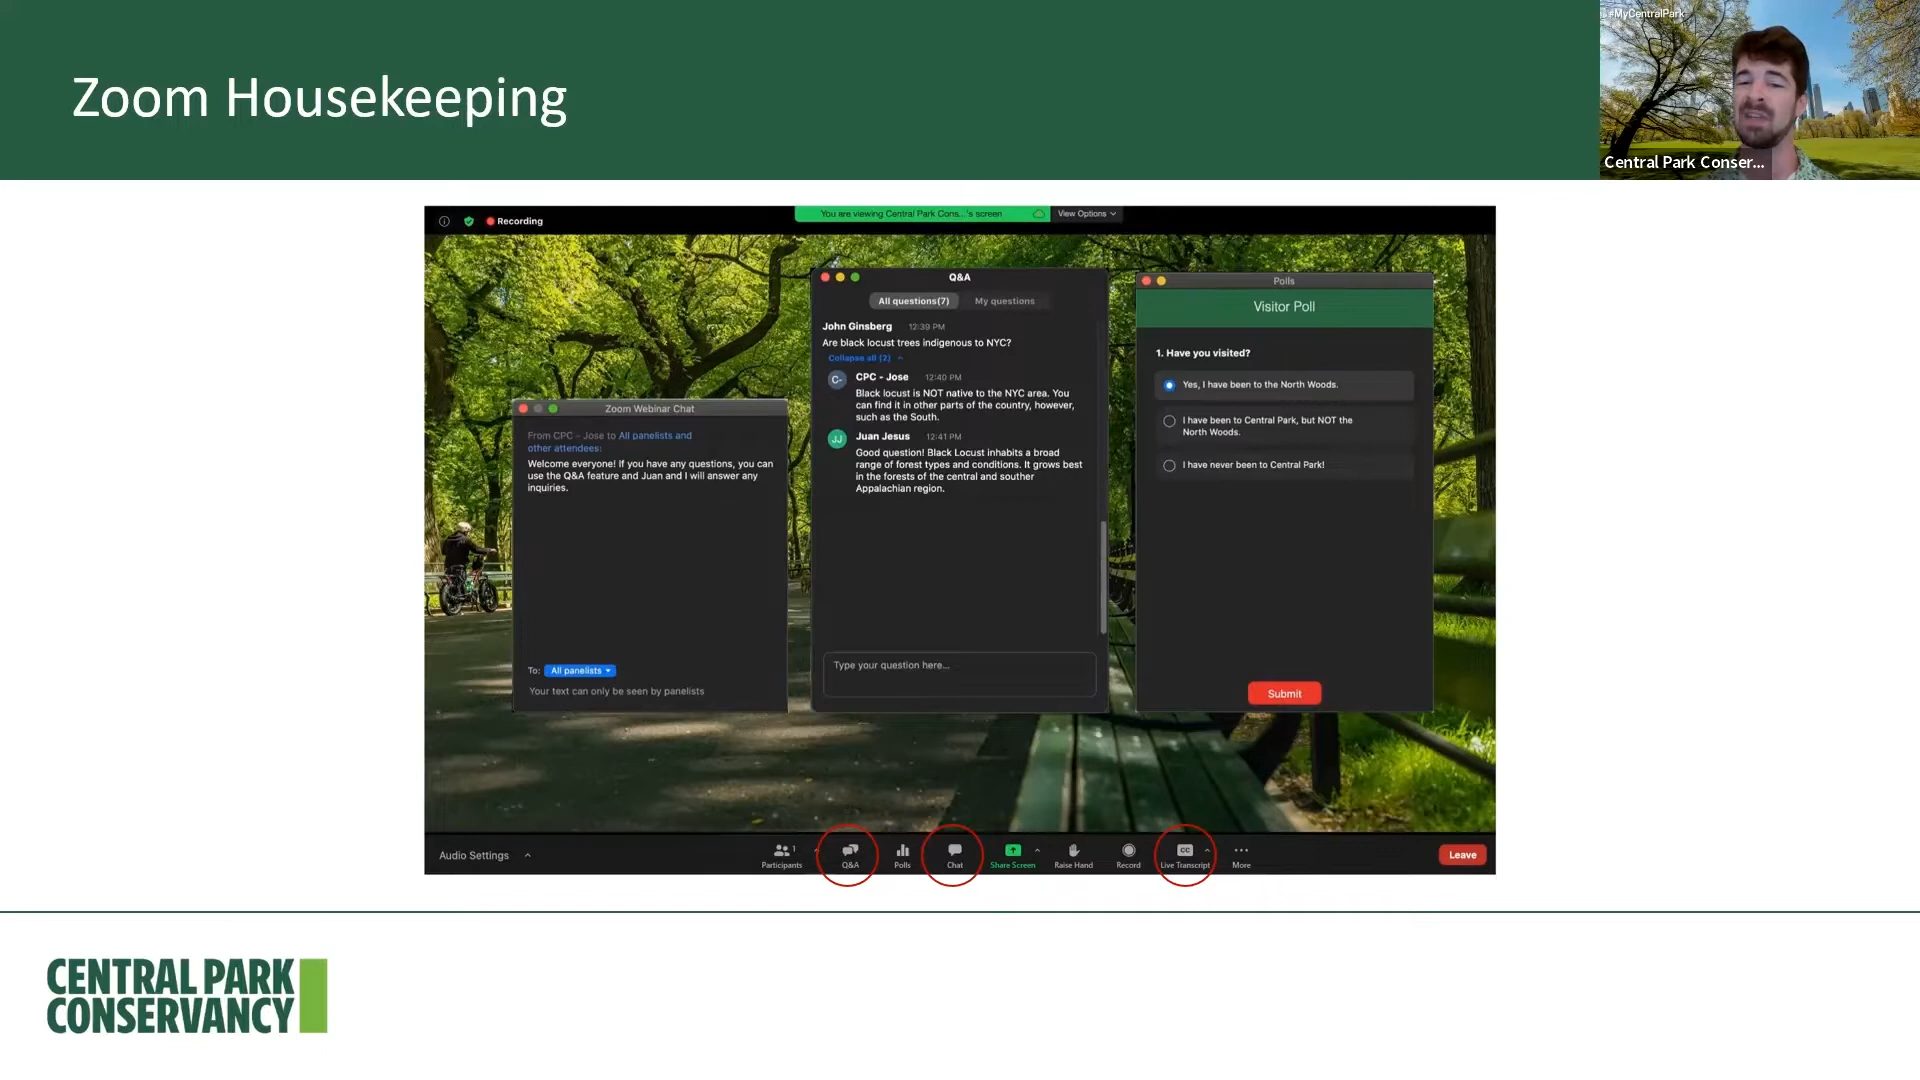 Zoom Housekeeping
#MyCentralPark
Central Park Conser...
Recording
You are viewing Central Park Cons...'s screen
View Options
Zoom Webinar Chat
From CPC - Jose to All panelists and
other attendees:
Welcome everyone! If you have any questions, you can
use the Q&A feature and Juan and I will answer any
inquiries.
To: All panelists
Your text can only be seen by panelists
Q&A
All questions(7)
My questions
John Ginsberg 12:39 PM
Are black locust trees indigenous to NYC?
Collapse all (2)
C-
CPC - Jose 12:40 PM
Black locust is NOT native to the NYC area. You
can find it in other parts of the country, however,
such as the South.
JJ
Juan Jesus 12:41 PM
Good question! Black Locust inhabits a broad
range of forest types and conditions. It grows best
in the forests of the central and souther
Appalachian region.
Type your question here...
Polls
Visitor Poll
1. Have you visited?
Yes, I have been to the North Woods.
I have been to Central Park, but NOT the
North Woods.
I have never been to Central Park!
Submit
Audio Settings
1
Participants
Q&A
Polls
Chat
Share Screen
Raise Hand
Record
CC
Live Transcript
More
Leave
CENTRAL PARK
CONSERVANCY